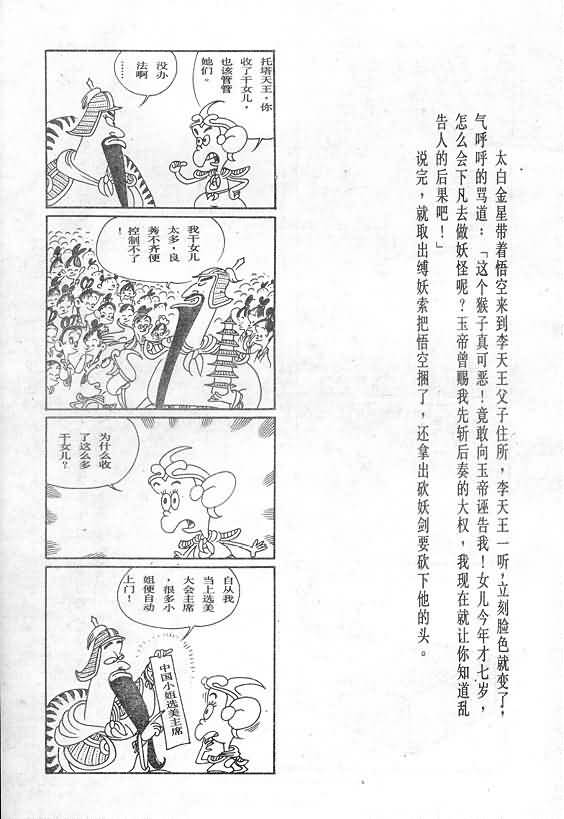 太白金星带着悟空来到李天王父子住所，李天王一听，立刻脸色就变了，
气呼呼的骂道：「这个猴子真可恶！竟敢向玉帝诬告我！女儿今年才七岁，
怎么会下凡去做妖怪呢？玉帝曾赐我先斩后奏的大权，我现在就让你知道乱
告人的后果吧！」
说完，就取出缚妖索把悟空捆了，还拿出砍妖剑要砍下他的头。
托塔天王，你
收了干女儿，
也该管管
她们。
没办
法啊
……
我干女儿
太多，良
莠不齐便
控制不了
！
为什么收
了这么多
干女儿？
自从我
当上选美
大会主席
，很多小
姐便自动
上门！
中国小姐选美主席